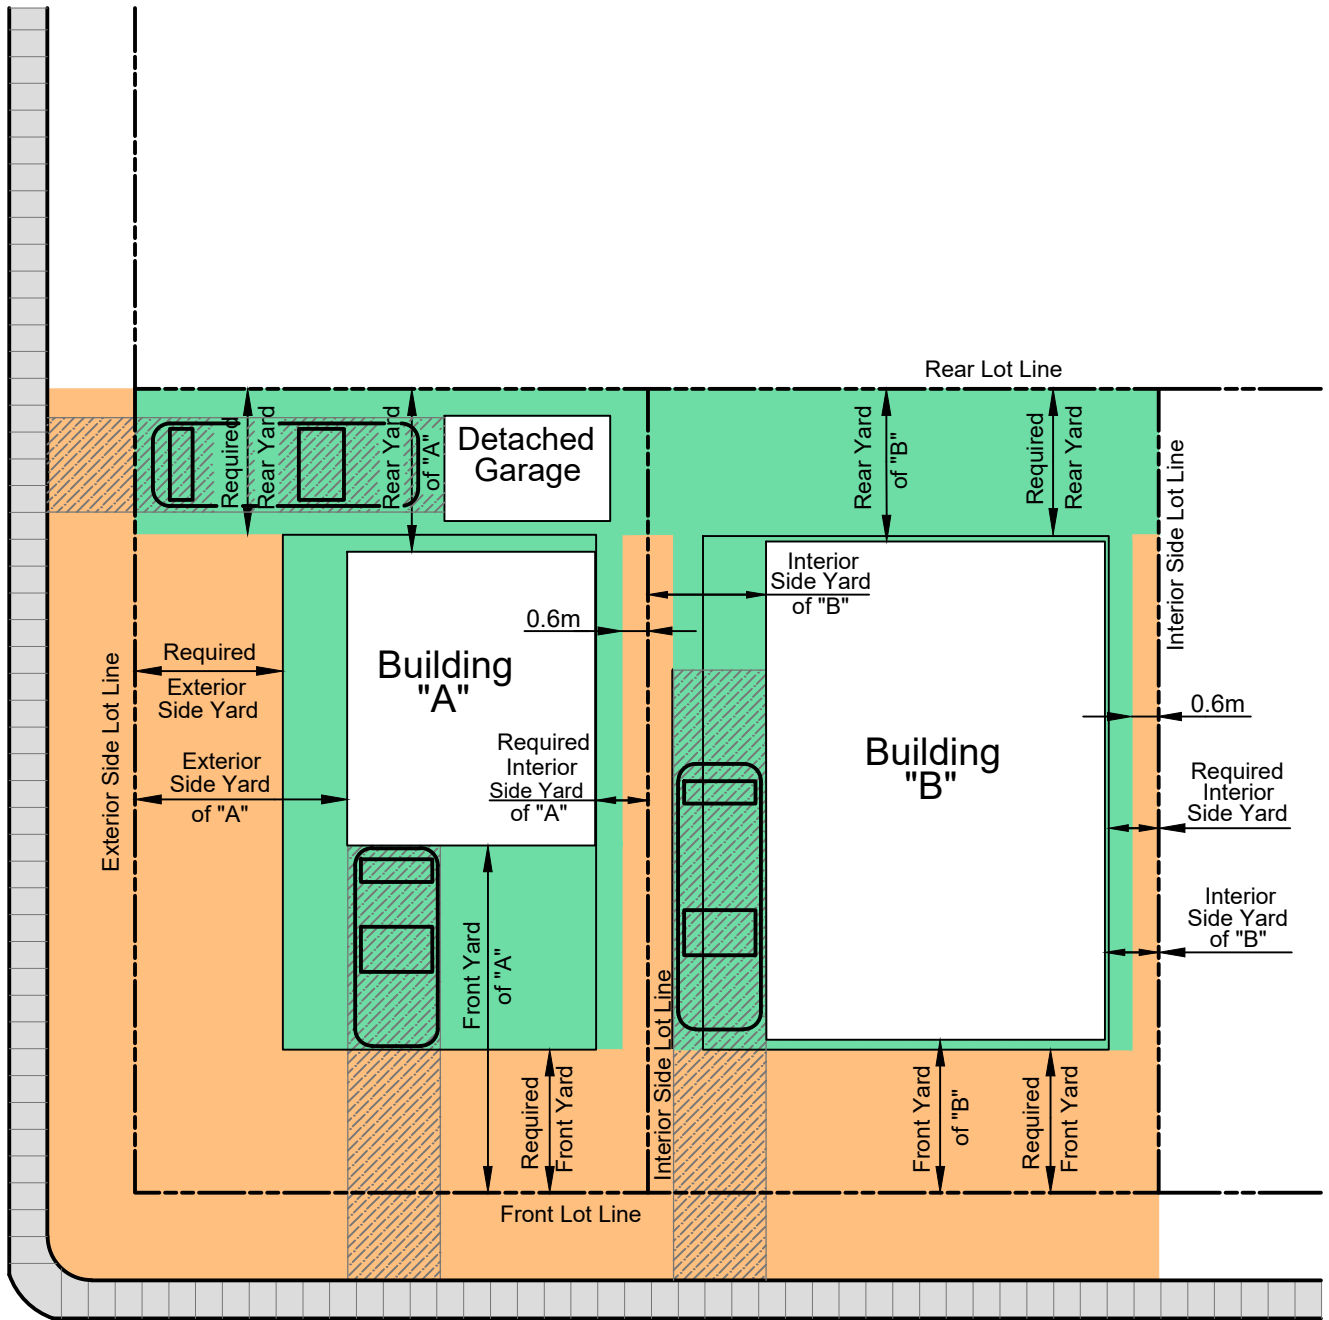 Rear Lot Line
Required
Rear Yard
Rear Yard
of "A"
Detached
Garage
Rear Yard
of "B"
Required
Rear Yard
Interior Side Lot Line
Interior
Side Yard
of "B"
0.6m
Building
"A"
Required
Exterior
Side Yard
Exterior Side Lot Line
Exterior
Side Yard
of "A"
Required
Interior
Side Yard
of "A"
Building
"B"
0.6m
Required
Interior
Side Yard
Interior
Side Yard
of "B"
Front Yard
of "A"
Required
Front Yard
Interior Side Lot Line
Front Yard
of "B"
Required
Front Yard
Front Lot Line